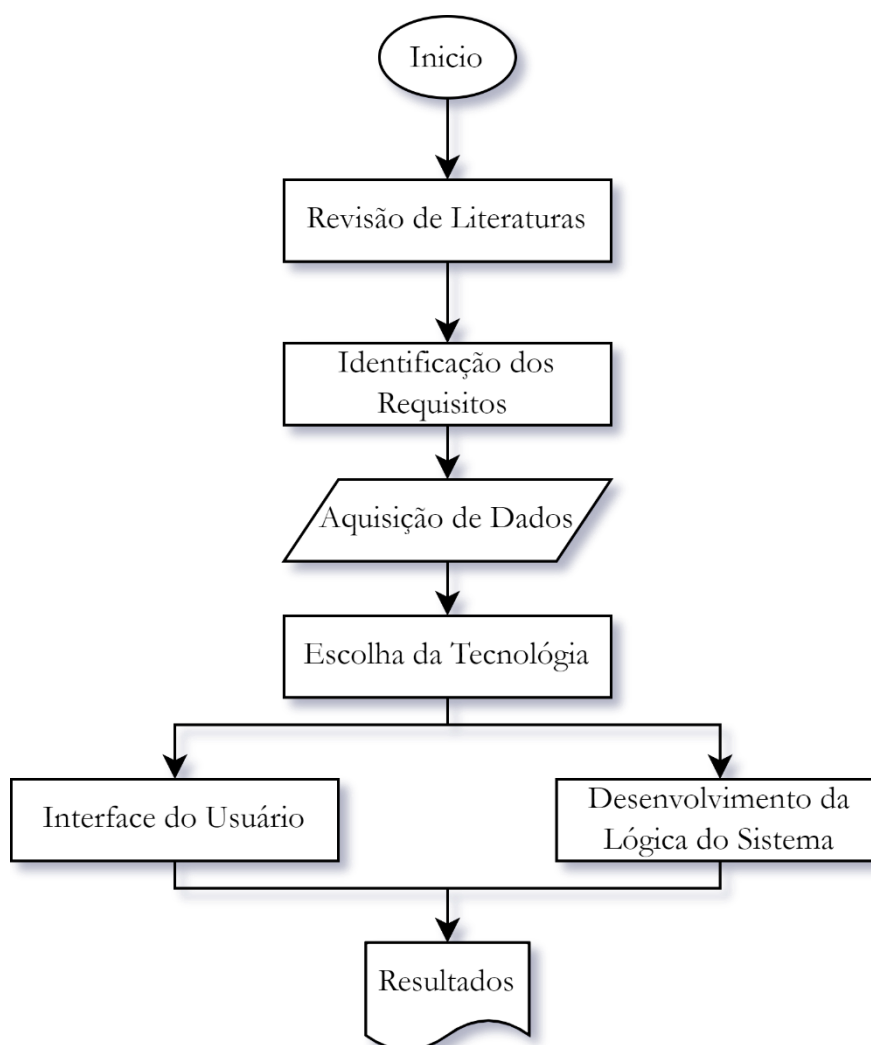 Inicio
Revisão de Literaturas
Identificação dos
Requisitos
Aquisição de Dados
Escolha da Tecnológia
Interface do Usuário
Desenvolvimento da
Lógica do Sistema
Resultados